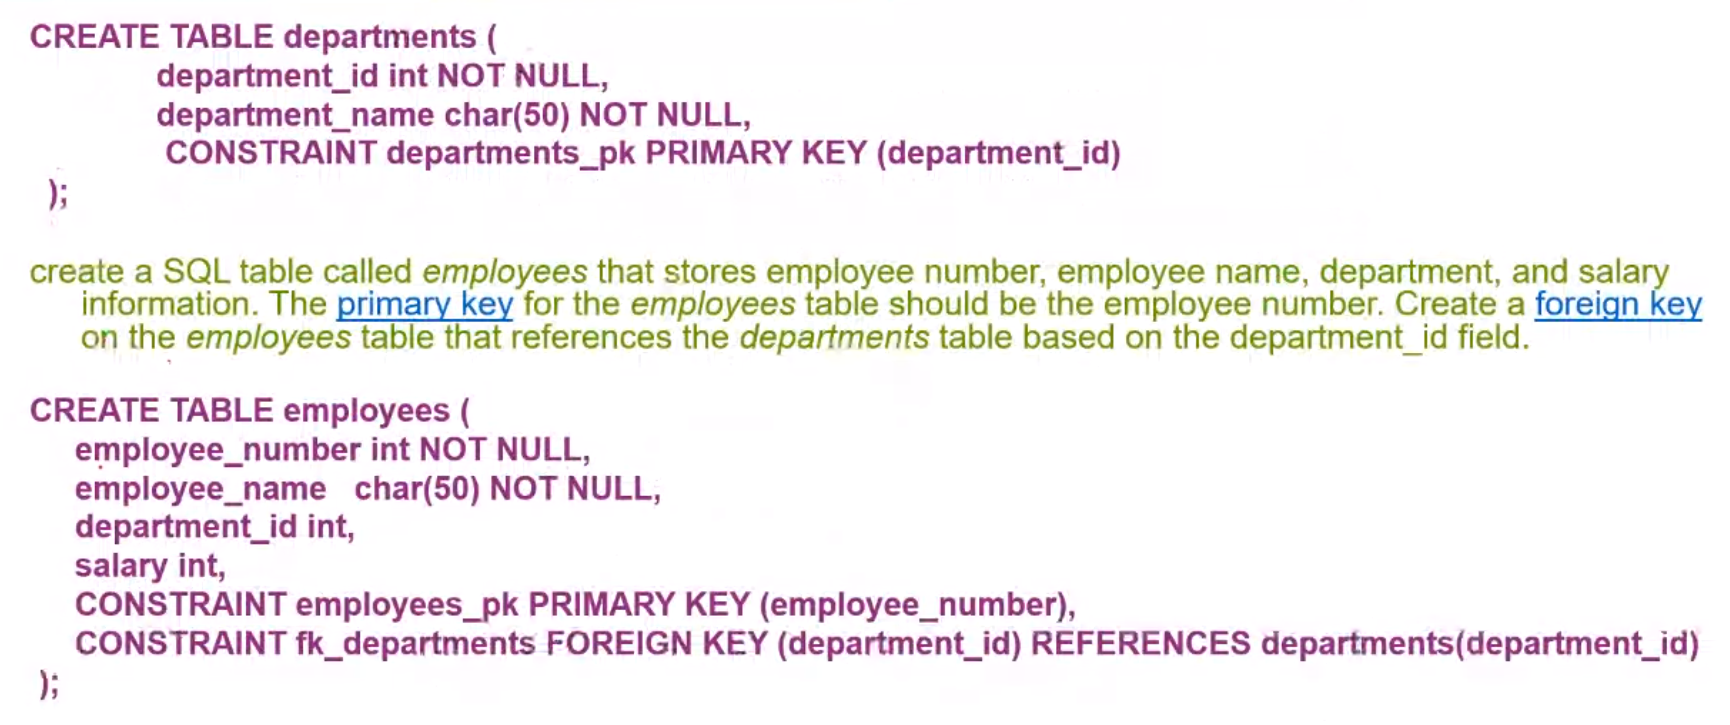 CREATE TABLE departments (
department_id int NOT NULL,
department_name char(50) NOT NULL,
CONSTRAINT departments_pk PRIMARY KEY (department_id)
);
create a SQL table called employees that stores employee number, employee name, department, and salary
information. The primary key for the employees table should be the employee number. Create a foreign key
on the employees table that references the departments table based on the department_id field.
CREATE TABLE employees (
employee_number int NOT NULL,
employee_name char(50) NOT NULL,
department_id int,
salary int,
CONSTRAINT employees_pk PRIMARY KEY (employee_number),
CONSTRAINT fk_departments FOREIGN KEY (department_id) REFERENCES departments(department_id)
);